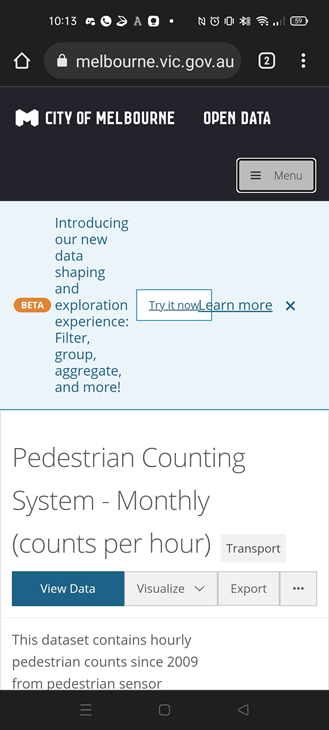 10:13
59
melbourne.vic.gov.au
2
CITY OF MELBOURNE OPEN DATA
Menu
Introducing
our new
data
shaping
and
BETA exploration Try it now Learn more ×
experience:
Filter,
group,
aggregate,
and more!
Pedestrian Counting
System - Monthly
(counts per hour) Transport
View Data Visualize Export ...
This dataset contains hourly
pedestrian counts since 2009
from pedestrian sensor